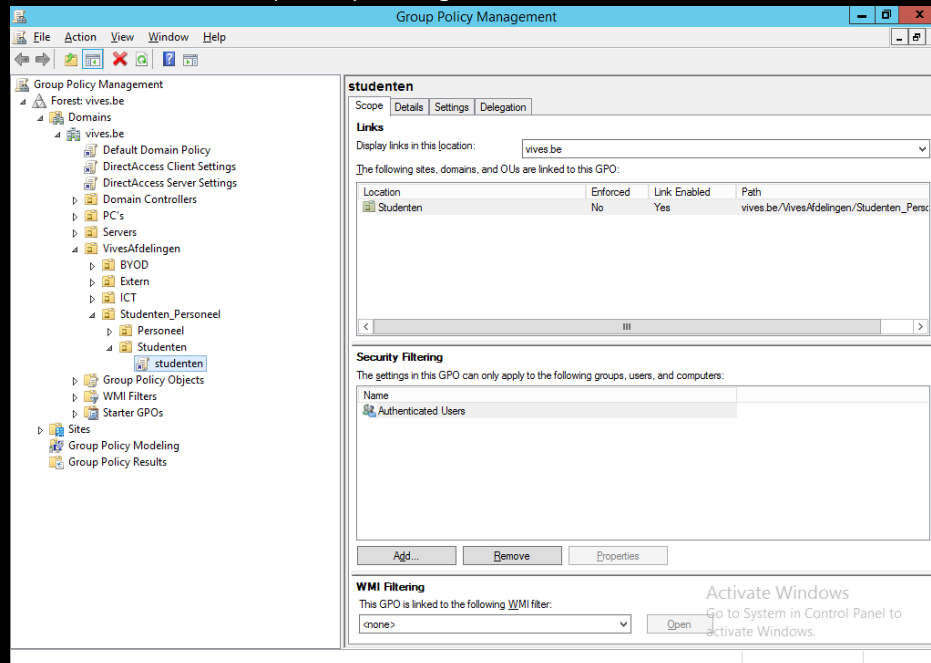 Group Policy Management
File Action View Window Help
Group Policy Management
Forest: vives.be
Domains
vives.be
Default Domain Policy
DirectAccess Client Settings
DirectAccess Server Settings
Domain Controllers
PC's
Servers
VivesAfdelingen
BYOD
Extern
ICT
Studenten_Personeel
Personeel
Studenten
studenten
Group Policy Objects
WMI Filters
Starter GPOs
Sites
Group Policy Modeling
Group Policy Results
studenten
Scope Details Settings Delegation
Links
Display links in this location: vives.be
The following sites, domains, and OUs are linked to this GPO:
Location Enforced Link Enabled Path
Studenten No Yes vives.be/VivesAfdelingen/Studenten_Persc
Security Filtering
The settings in this GPO can only apply to the following groups, users, and computers:
Name
Authenticated Users
Add... Remove Properties
WMI Filtering
This GPO is linked to the following WMI filter:
<none> Open
Activate Windows
Go to System in Control Panel to
activate Windows.